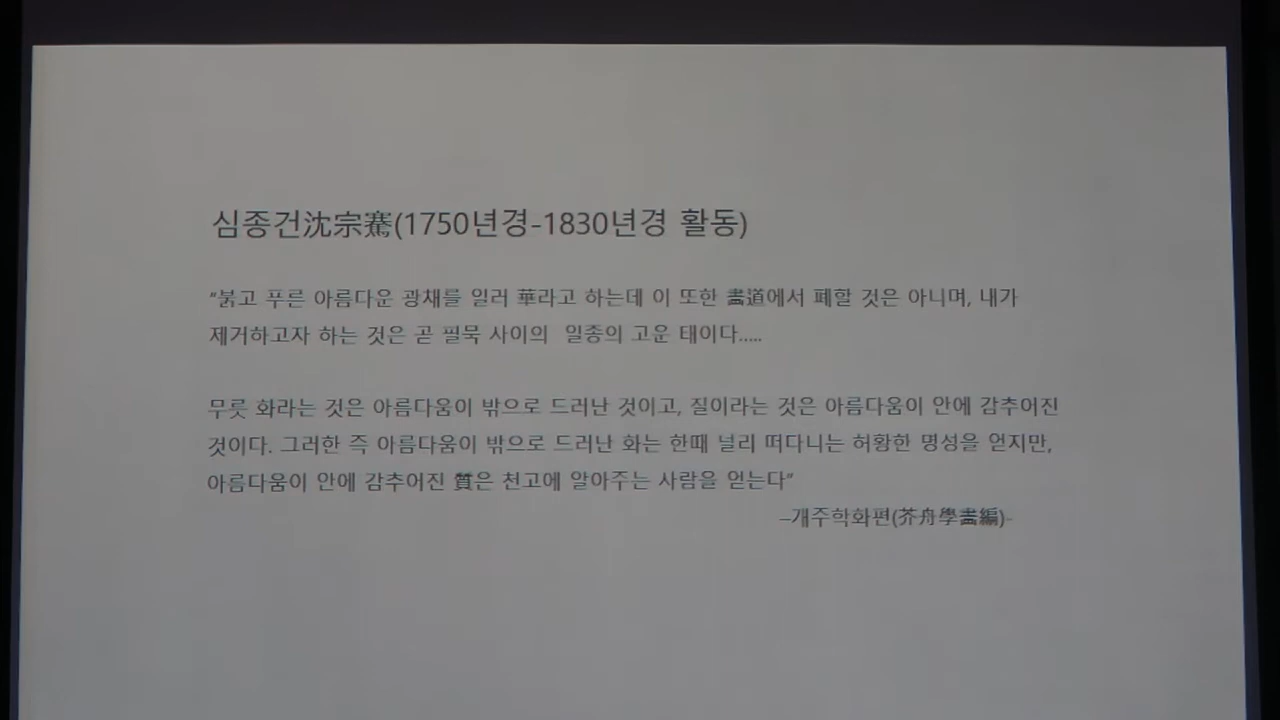 심종건沈宗騫(1750년경-1830년경 활동)
"붉고 푸른 아름다운 광채를 일러 華라고 하는데 이 또한 畵道에서 폐할 것은 아니며, 내가
제거하고자 하는 것은 곧 필묵 사이의 일종의 고운 태이다.....
무릇 화라는 것은 아름다움이 밖으로 드러난 것이고, 질이라는 것은 아름다움이 안에 감추어진
것이다. 그러한 즉 아름다움이 밖으로 드러난 화는 한때 널리 떠다니는 허황한 명성을 얻지만,
아름다움이 안에 감추어진 質은 천고에 알아주는 사람을 얻는다"
–개주학화편(芥舟學畵編)-